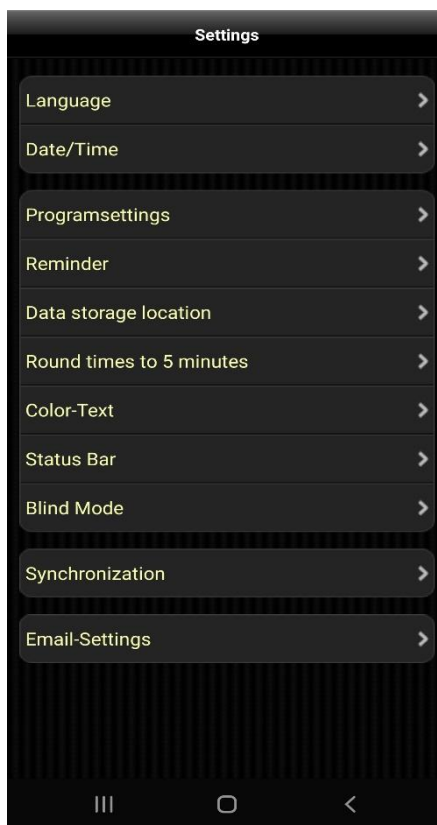 Settings
Language
Date/Time
Programsettings
Reminder
Data storage location
Round times to 5 minutes
Color-Text
Status Bar
Blind Mode
Synchronization
Email-Settings